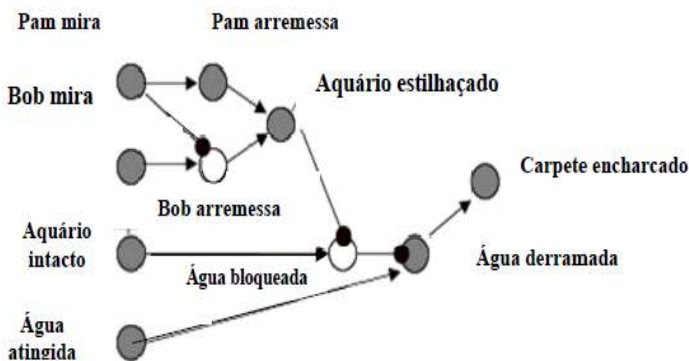 Pam mira
Pam arremessa
Bob mira
Aquário estilhaçado
Bob arremessa
Carpete encharcado
Aquário
intacto
Água bloqueada
Água derramada
Água
atingida